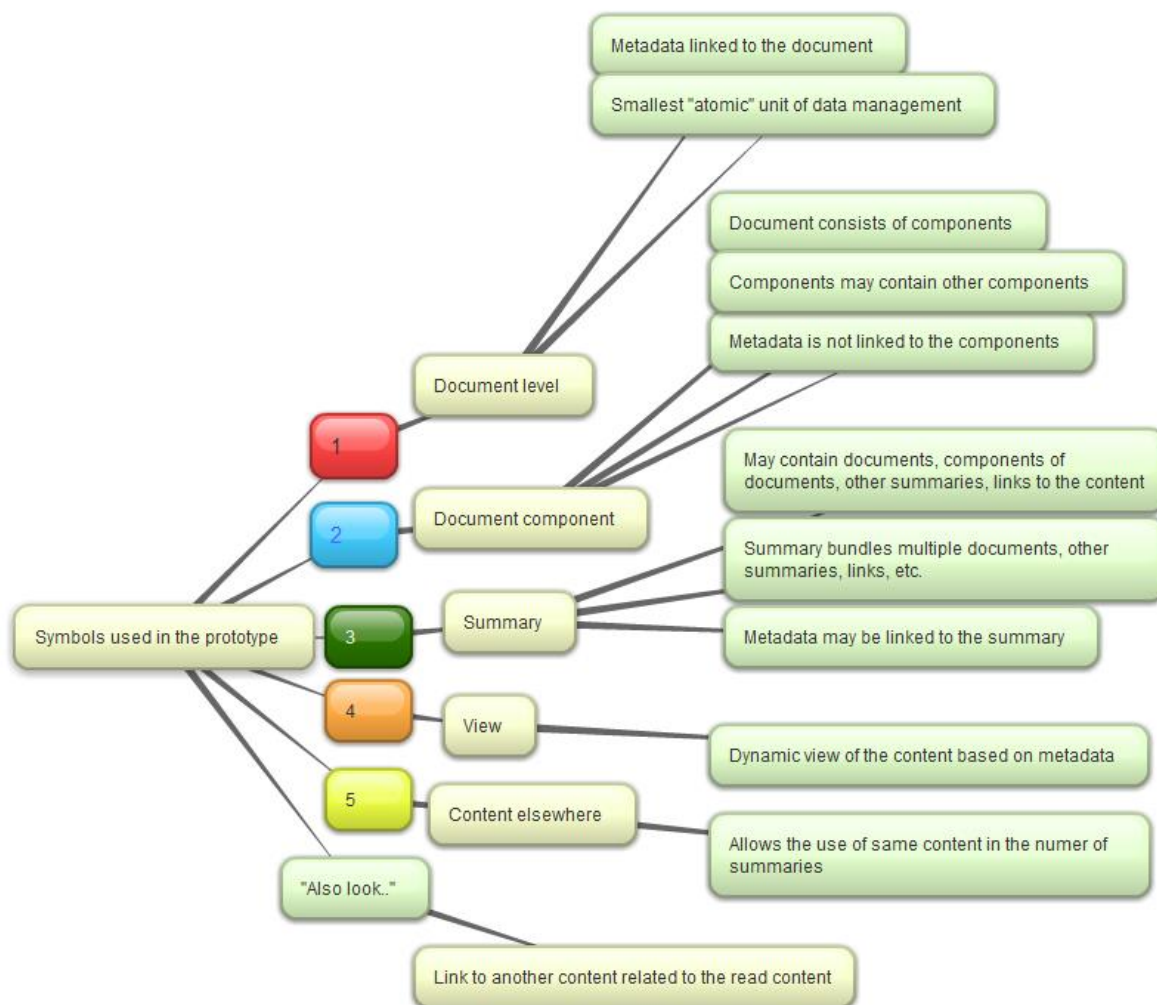 Metadata linked to the document
Smallest "atomic" unit of data management
Document consists of components
Components may contain other components
Metadata is not linked to the components
Document level
1
May contain documents, components of
documents, other summaries, links to the content
Document component
2
Summary bundles multiple documents, other
summaries, links, etc.
Symbols used in the prototype
3
Summary
Metadata may be linked to the summary
4
View
Dynamic view of the content based on metadata
5
Content elsewhere
Allows the use of same content in the numer of
summaries
"Also look.."
Link to another content related to the read content